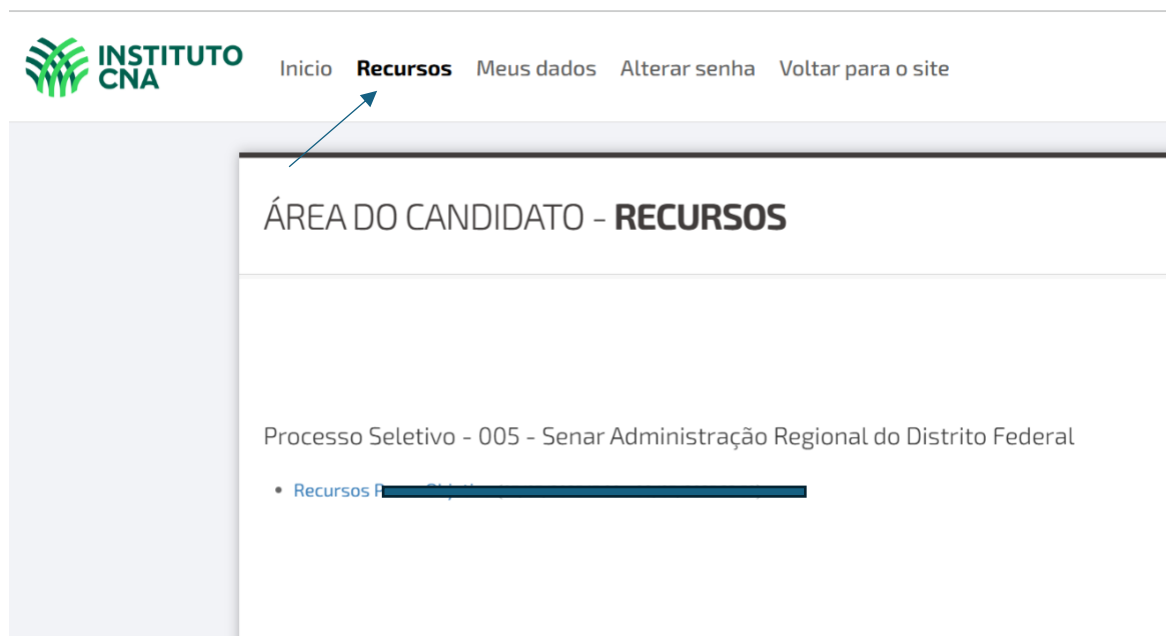 INSTITUTO
CNA
Inicio Recursos Meus dados Alterar senha Voltar para o site
ÁREA DO CANDIDATO - RECURSOS
Processo Seletivo - 005 - Senar Administração Regional do Distrito Federal
Recursos